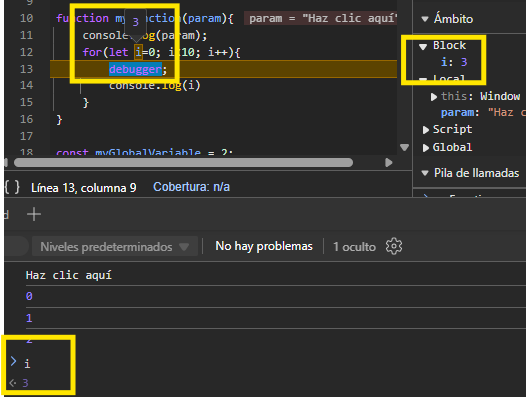 10 function my
3
ction(param){ param = "Haz clic aquí"
11 console.log(param);
12 for(let i=0; i<10; i++){
13 debugger;
14 console.log(i)
15 }
16 }
17
18 const myGlobalVariable = 2;
Ámbito
Block
i: 3
Local
this: Window
param: "Haz c
Script
Global
Pila de llamadas
{ } Línea 13, columna 9 Cobertura: n/a
d +
Niveles predeterminados No hay problemas 1 oculto
Haz clic aquí
0
1
2
> i
3